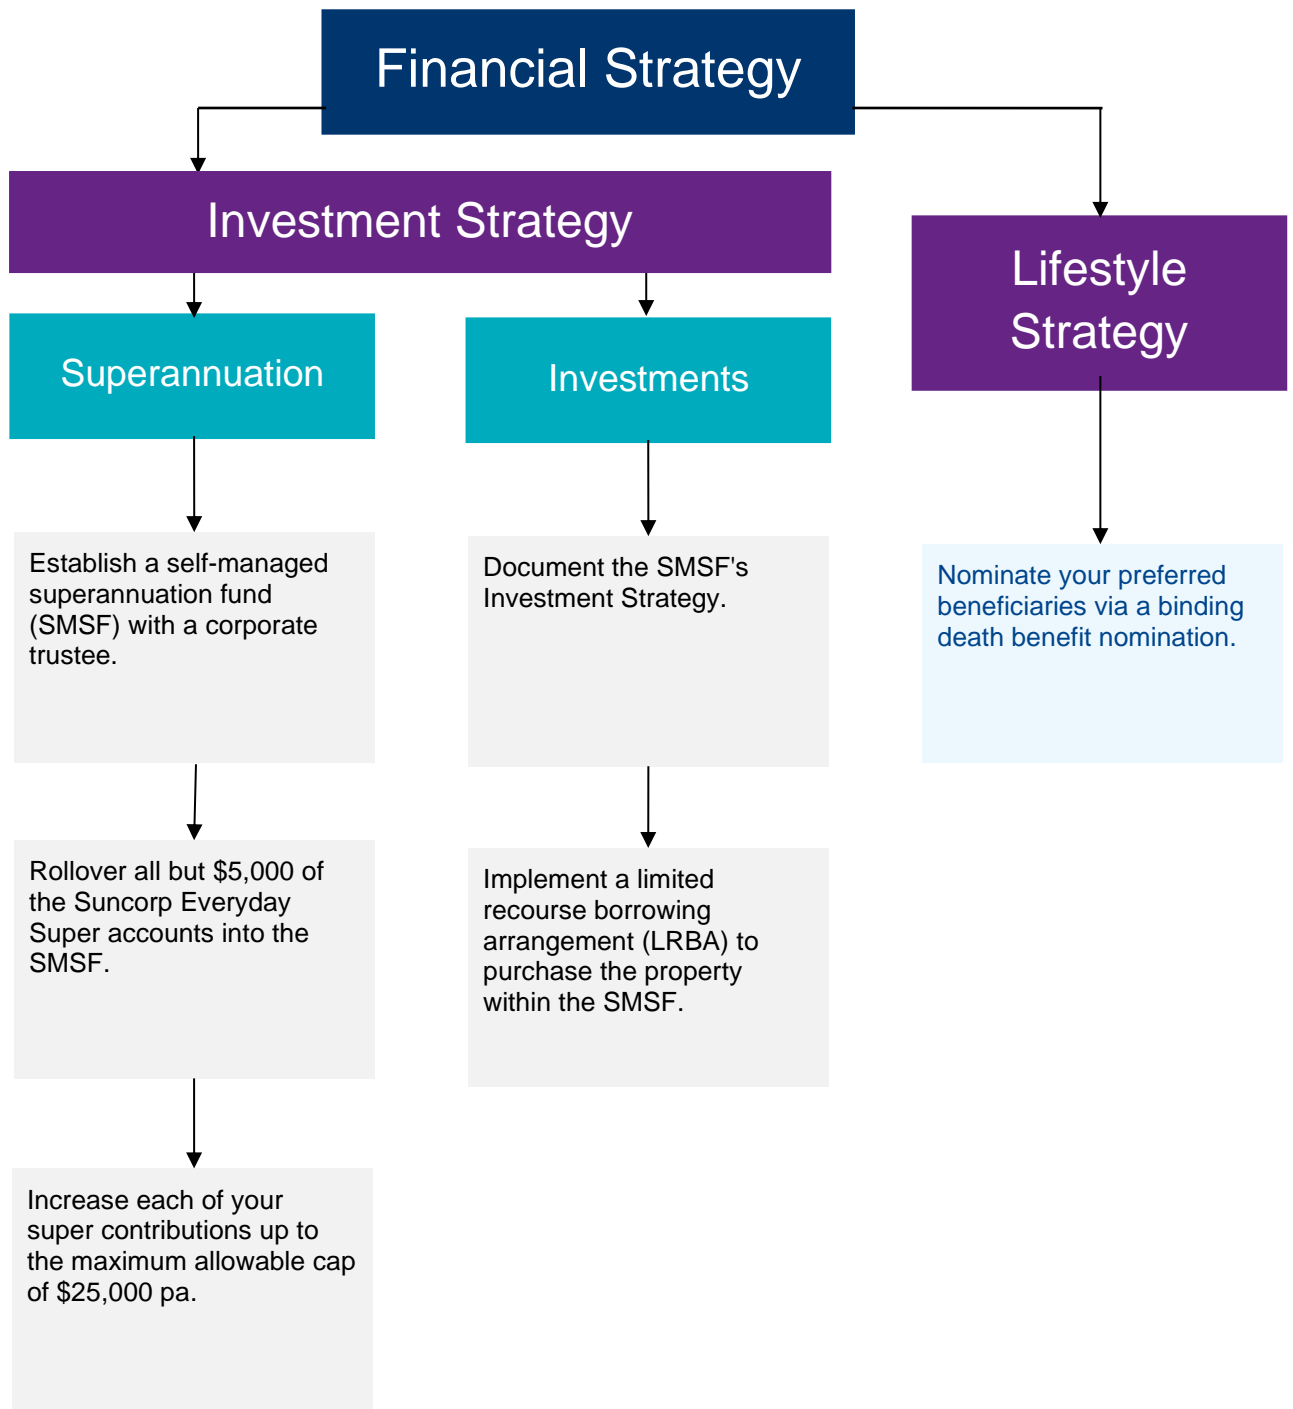 Financial Strategy
Investment Strategy
Lifestyle
Strategy
Superannuation
Investments
Establish a self-managed
superannuation fund
(SMSF) with a corporate
trustee.
Document the SMSF's
Investment Strategy.
Nominate your preferred
beneficiaries via a binding
death benefit nomination.
Rollover all but $5,000 of
the Suncorp Everyday
Super accounts into the
SMSF.
Implement a limited
recourse borrowing
arrangement (LRBA) to
purchase the property
within the SMSF.
Increase each of your
super contributions up to
the maximum allowable cap
of $25,000 pa.